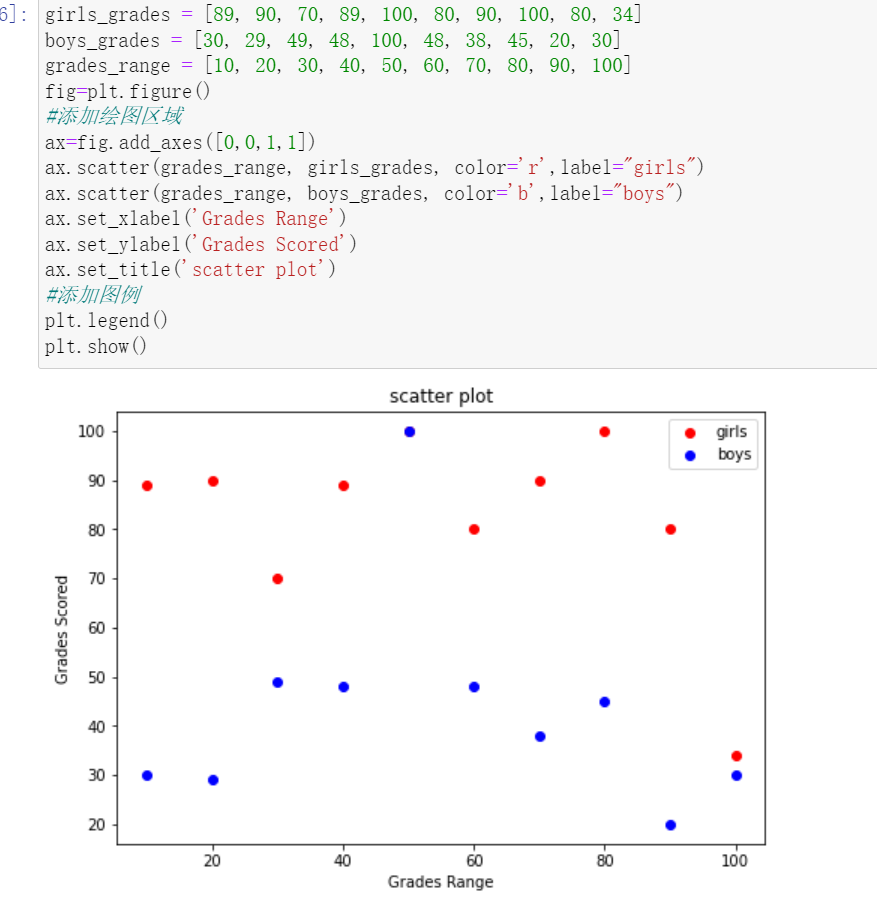 6]:
girls_grades = [89, 90, 70, 89, 100, 80, 90, 100, 80, 34]
boys_grades = [30, 29, 49, 48, 100, 48, 38, 45, 20, 30]
grades_range = [10, 20, 30, 40, 50, 60, 70, 80, 90, 100]
fig=plt.figure()
#添加绘图区域
ax=fig.add_axes([0,0,1,1])
ax.scatter(grades_range, girls_grades, color='r',label="girls")
ax.scatter(grades_range, boys_grades, color='b',label="boys")
ax.set_xlabel('Grades Range')
ax.set_ylabel('Grades Scored')
ax.set_title('scatter plot')
#添加图例
plt.legend()
plt.show()
scatter plot
girls
boys
100
90
80
70
60
50
40
30
20
Grades Scored
20 40 60 80 100
Grades Range